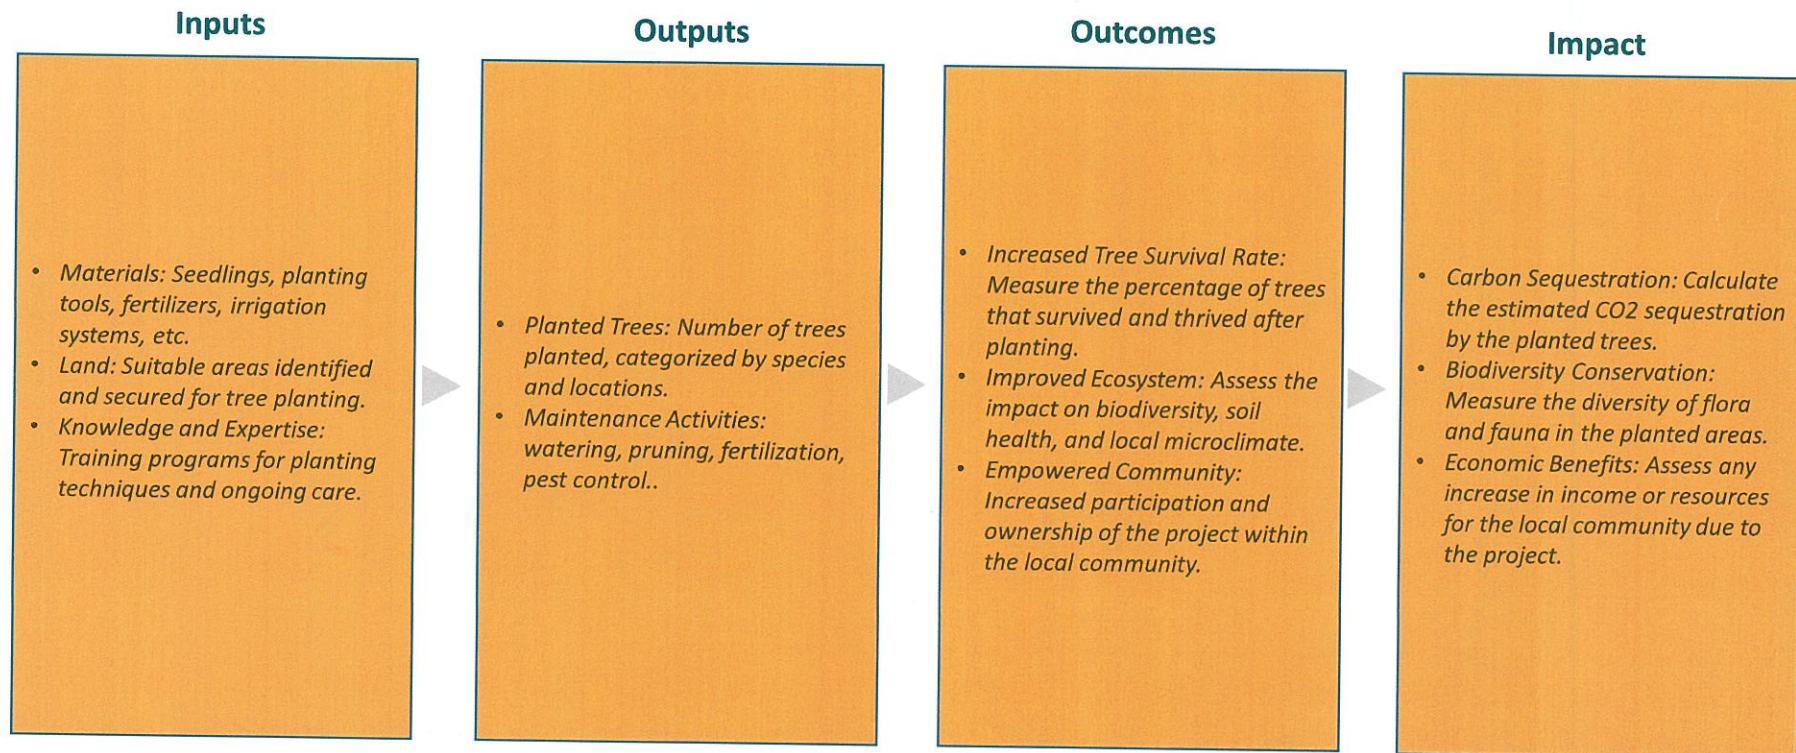 Inputs
• Materials: Seedlings, planting
tools, fertilizers, irrigation
systems, etc.
• Land: Suitable areas identified
and secured for tree planting.
• Knowledge and Expertise:
Training programs for planting
techniques and ongoing care.
Outputs
• Planted Trees: Number of trees
planted, categorized by species
and locations.
• Maintenance Activities:
watering, pruning, fertilization,
pest control..
Outcomes
• Increased Tree Survival Rate:
Measure the percentage of trees
that survived and thrived after
planting.
• Improved Ecosystem: Assess the
impact on biodiversity, soil
health, and local microclimate.
• Empowered Community:
Increased participation and
ownership of the project within
the local community.
Impact
• Carbon Sequestration: Calculate
the estimated CO2 sequestration
by the planted trees.
• Biodiversity Conservation:
Measure the diversity of flora
and fauna in the planted areas.
• Economic Benefits: Assess any
increase in income or resources
for the local community due to
the project.